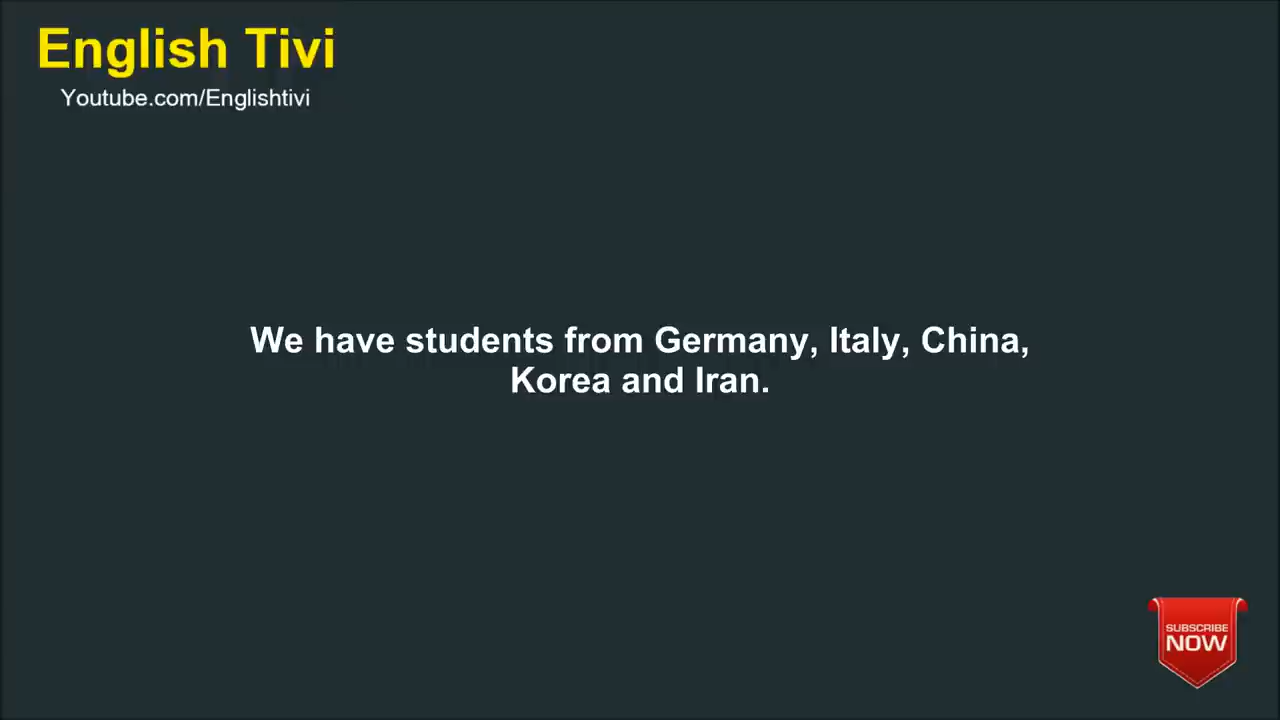 English Tivi
Youtube.com/Englishtivi
We have students from Germany, Italy, China,
Korea and Iran.
SUBSCRIBE
NOW